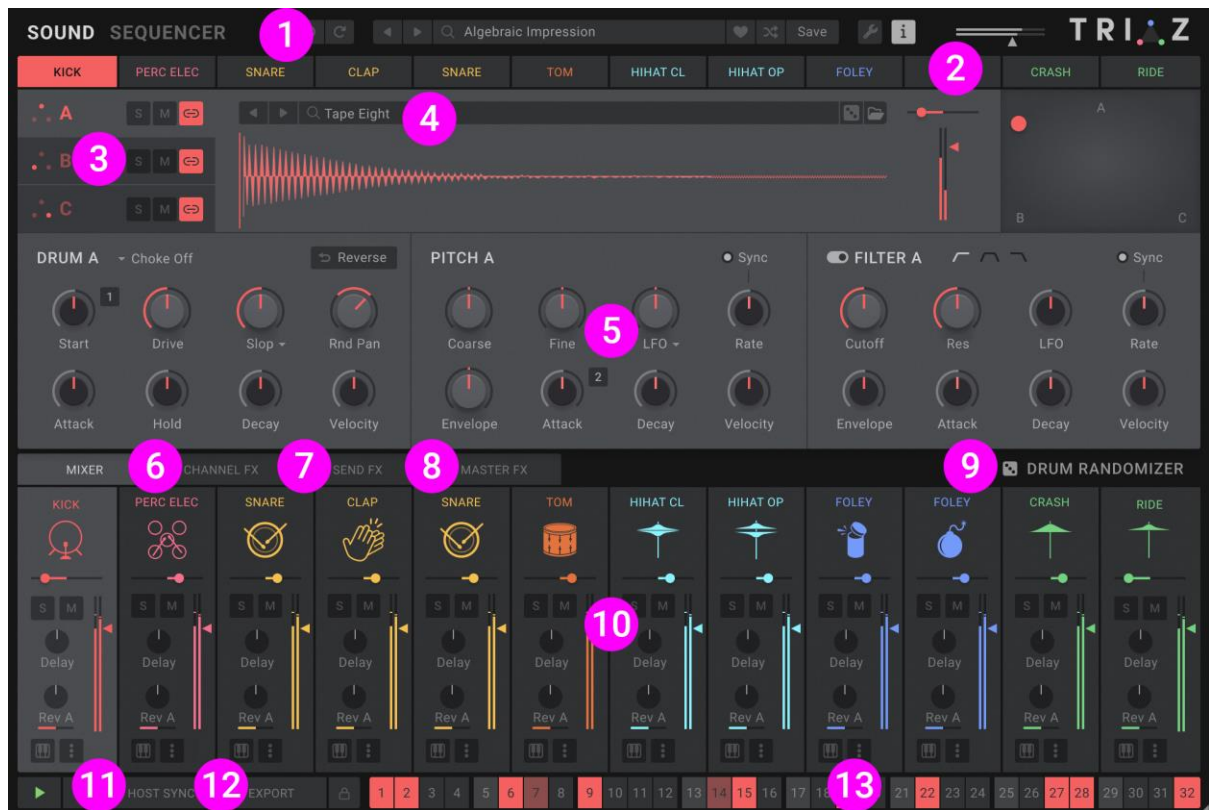 SOUND SEQUENCER 1 Algebraic Impression Save i TRIAZ
KICK PERC ELEC SNARE CLAP SNARE TOM HIHAT CL HIHAT OP FOLEY 2 CRASH RIDE
A S M Tape Eight 4 A
3 B S M
C S M B C
DRUM A Choke Off Reverse PITCH A Sync FILTER A Sync
1
Start Drive Slop Rnd Pan Coarse Fine 5 LFO Rate Cutoff Res LFO Rate
2
Attack Hold Decay Velocity Envelope Attack Decay Velocity Envelope Attack Decay Velocity
MIXER 6 CHANNEL FX 7 SEND FX 8 MASTER FX 9 DRUM RANDOMIZER
KICK PERC ELEC SNARE CLAP SNARE TOM HIHAT CL HIHAT OP FOLEY FOLEY CRASH RIDE
S M S M S M S M S M S M 10 M S M S M S M S M S M
Delay Delay Delay Delay Delay Delay Delay Delay Delay Delay Delay Delay
Rev A Rev A Rev A Rev A Rev A Rev A Rev A Rev A Rev A Rev A Rev A Rev A
11 HOST SYNC 12 EXPORT 1 2 3 4 5 6 7 8 9 10 11 12 13 14 15 16 17 13 21 22 23 24 25 26 27 28 29 30 31 32